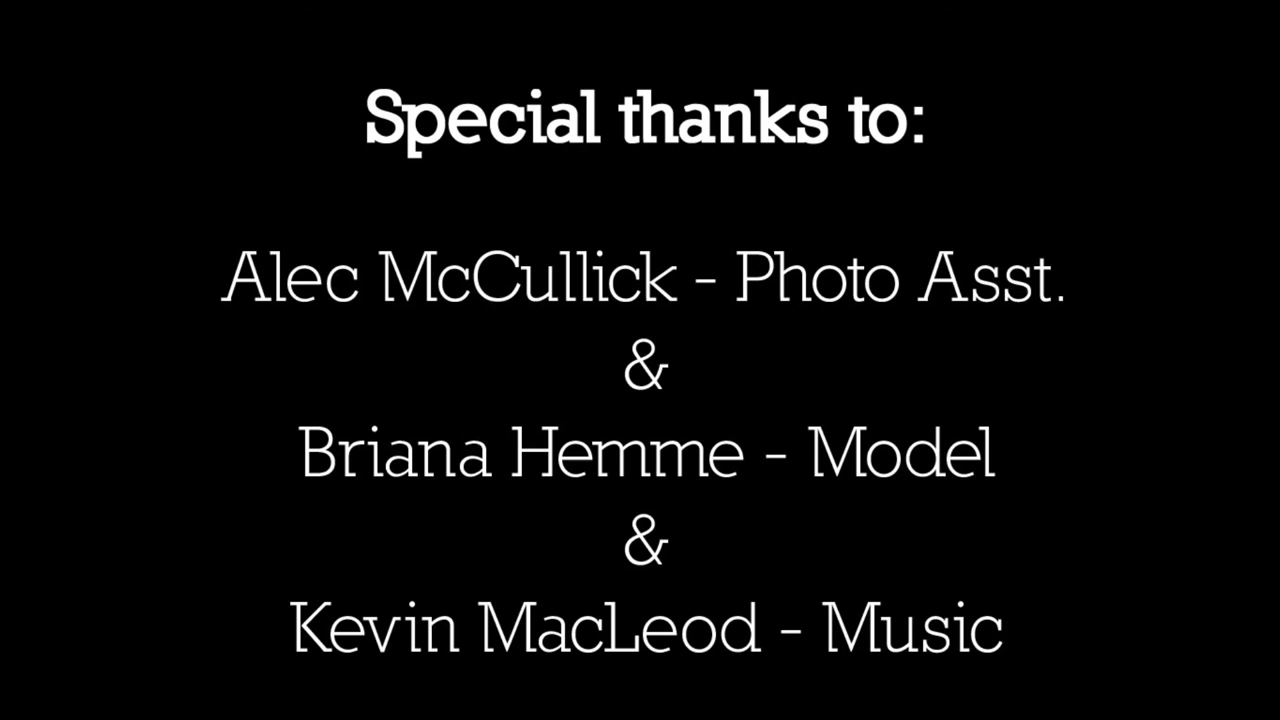 Special thanks to:
Alec McCullick - Photo Asst.
&
Briana Hemme - Model
&
Kevin MacLeod - Music